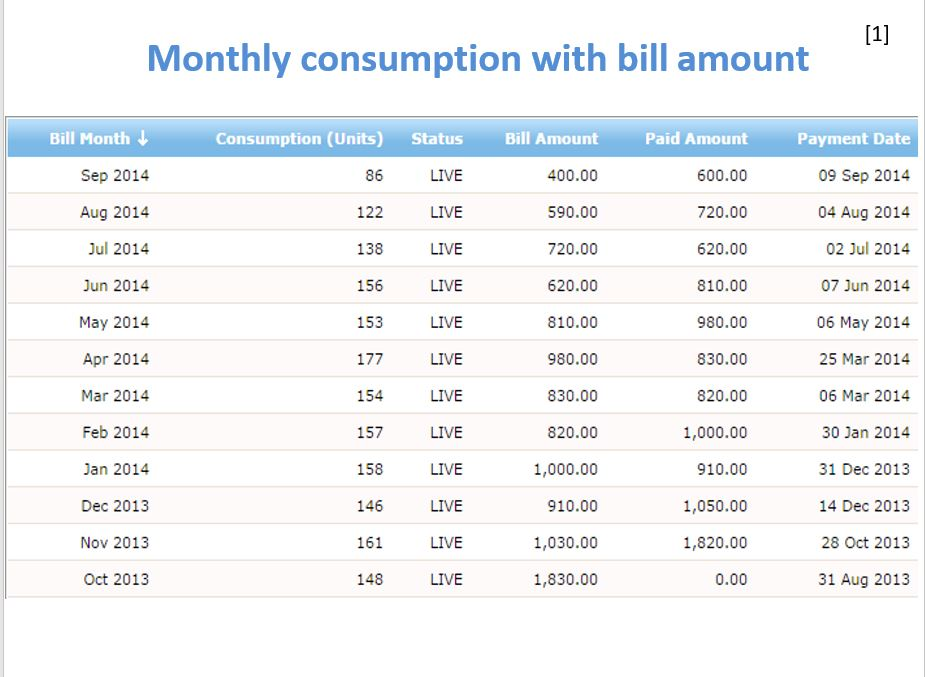 [1]
Monthly consumption with bill amount
Bill Month ↓ Consumption (Units) Status Bill Amount Paid Amount Payment Date
Sep 2014 86 LIVE 400.00 600.00 09 Sep 2014
Aug 2014 122 LIVE 590.00 720.00 04 Aug 2014
Jul 2014 138 LIVE 720.00 620.00 02 Jul 2014
Jun 2014 156 LIVE 620.00 810.00 07 Jun 2014
May 2014 153 LIVE 810.00 980.00 06 May 2014
Apr 2014 177 LIVE 980.00 830.00 25 Mar 2014
Mar 2014 154 LIVE 830.00 820.00 06 Mar 2014
Feb 2014 157 LIVE 820.00 1,000.00 30 Jan 2014
Jan 2014 158 LIVE 1,000.00 910.00 31 Dec 2013
Dec 2013 146 LIVE 910.00 1,050.00 14 Dec 2013
Nov 2013 161 LIVE 1,030.00 1,820.00 28 Oct 2013
Oct 2013 148 LIVE 1,830.00 0.00 31 Aug 2013